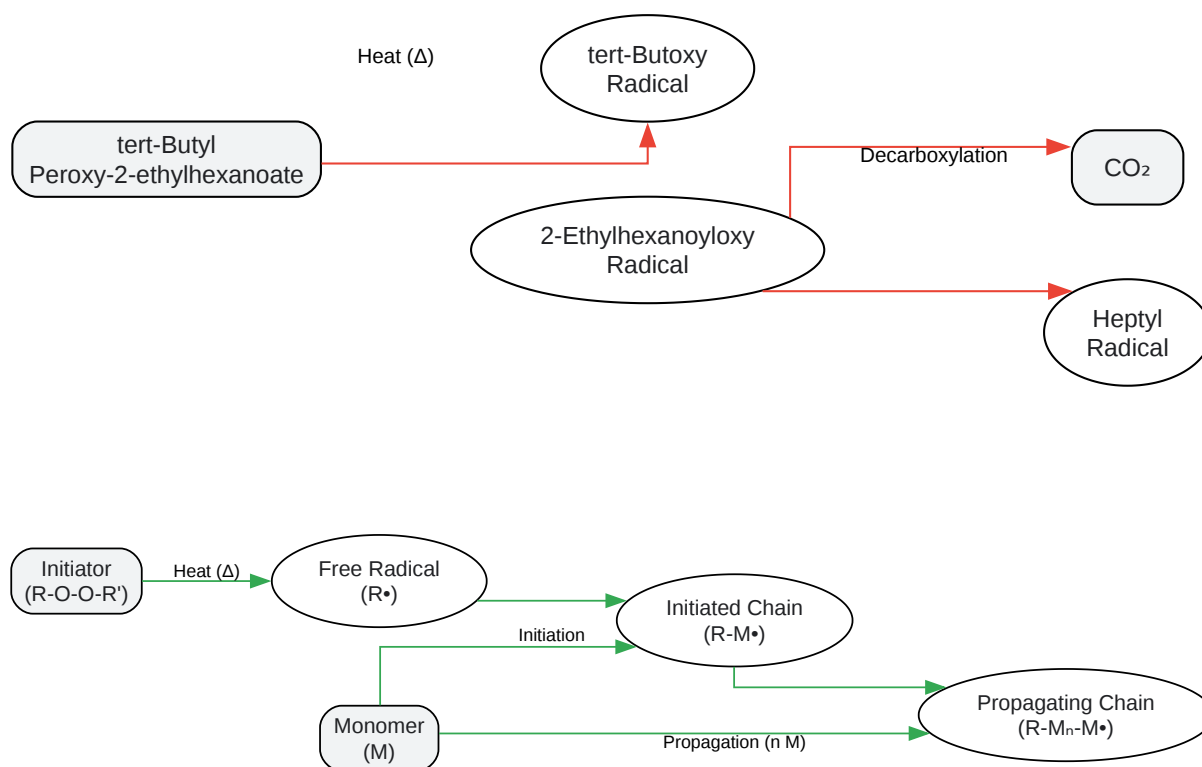 Heat (Δ)
tert-Butoxy
Radical
tert-Butyl
Peroxy-2-ethylhexanoate
Decarboxylation
CO₂
2-Ethylhexanoyloxy
Radical
Heptyl
Radical
Initiator
(R-O-O-R')
Heat (Δ)
Free Radical
(R•)
Initiated Chain
(R-M•)
Initiation
Monomer
(M)
Propagation (n M)
Propagating Chain
(R-Mₙ-M•)